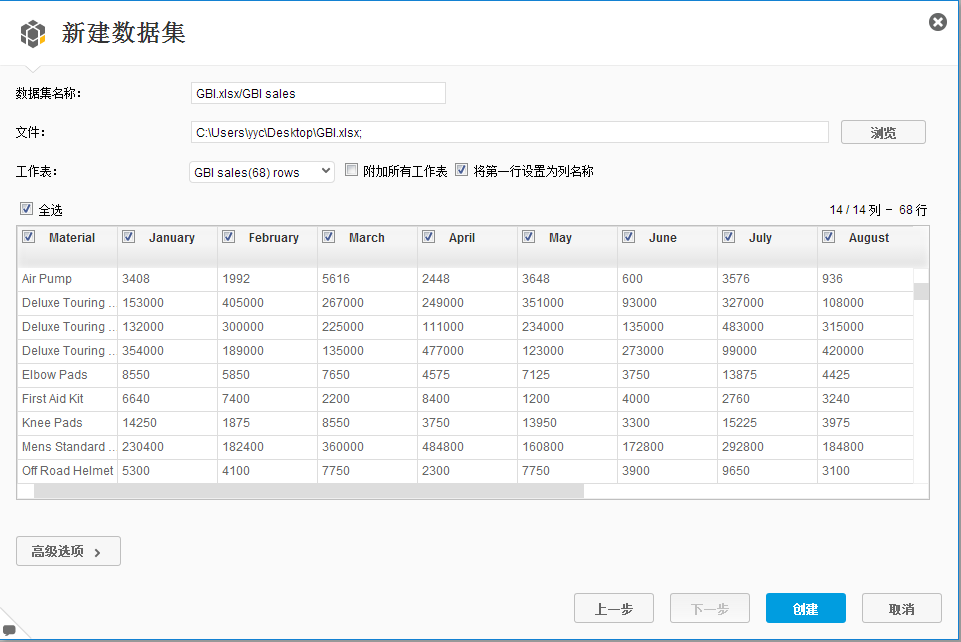 新建数据集
数据集名称: GBI.xlsx/GBI sales
文件: C:\Users\yyc\Desktop\GBI.xlsx; 浏览
工作表: GBI sales(68) rows 附加所有工作表 将第一行设置为列名称
全选 14 / 14 列 - 68 行
Material January February March April May June July August
Air Pump 3408 1992 5616 2448 3648 600 3576 936
Deluxe Touring ... 153000 405000 267000 249000 351000 93000 327000 108000
Deluxe Touring ... 132000 300000 225000 111000 234000 135000 483000 315000
Deluxe Touring ... 354000 189000 135000 477000 123000 273000 99000 420000
Elbow Pads 8550 5850 7650 4575 7125 3750 13875 4425
First Aid Kit 6640 7400 2200 8400 1200 4000 2760 3240
Knee Pads 14250 1875 8550 3750 13950 3300 15225 3975
Mens Standard ... 230400 182400 360000 484800 160800 172800 292800 184800
Off Road Helmet 5300 4100 7750 2300 7750 3900 9650 3100
高级选项 >
上一步 下一步 创建 取消